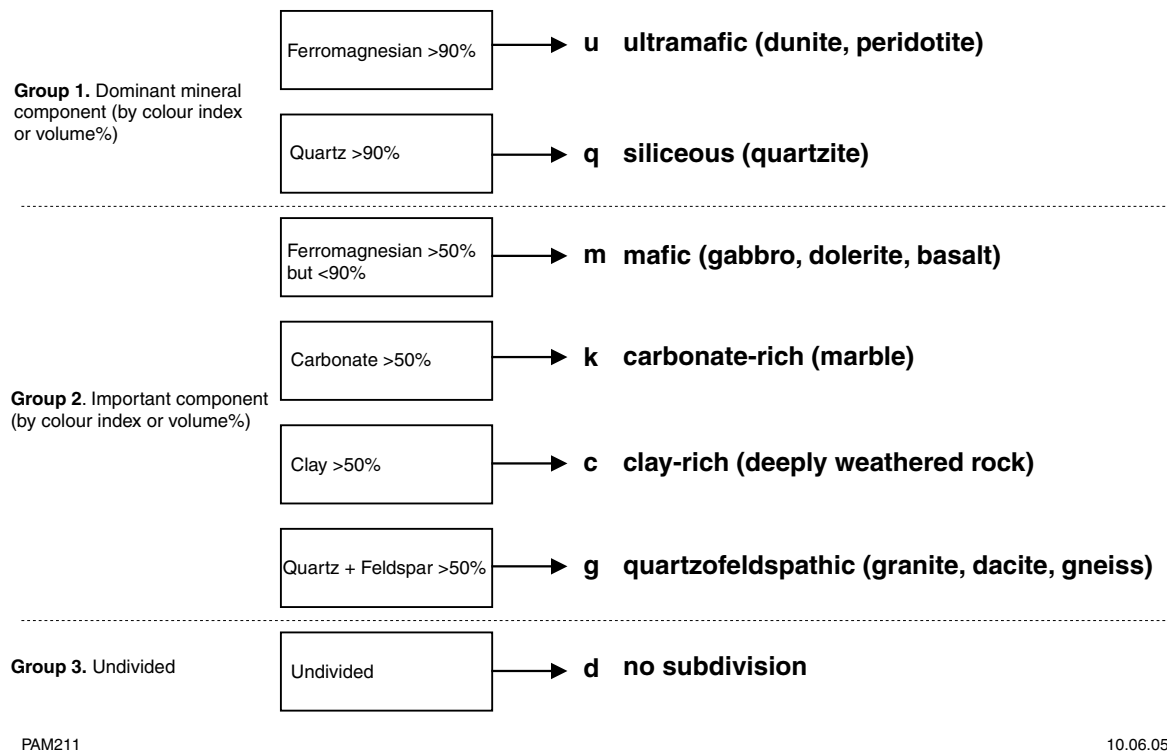 Ferromagnesian >90%
u ultramafic (dunite, peridotite)
Group 1. Dominant mineral
component (by colour index
or volume%)
Quartz >90%
q siliceous (quartzite)
Ferromagnesian >50%
but <90%
m mafic (gabbro, dolerite, basalt)
Carbonate >50%
k carbonate-rich (marble)
Group 2. Important component
(by colour index or volume%)
Clay >50%
c clay-rich (deeply weathered rock)
Quartz + Feldspar >50%
g quartzofeldspathic (granite, dacite, gneiss)
Group 3. Undivided
Undivided
d no subdivision
PAM211
10.06.05